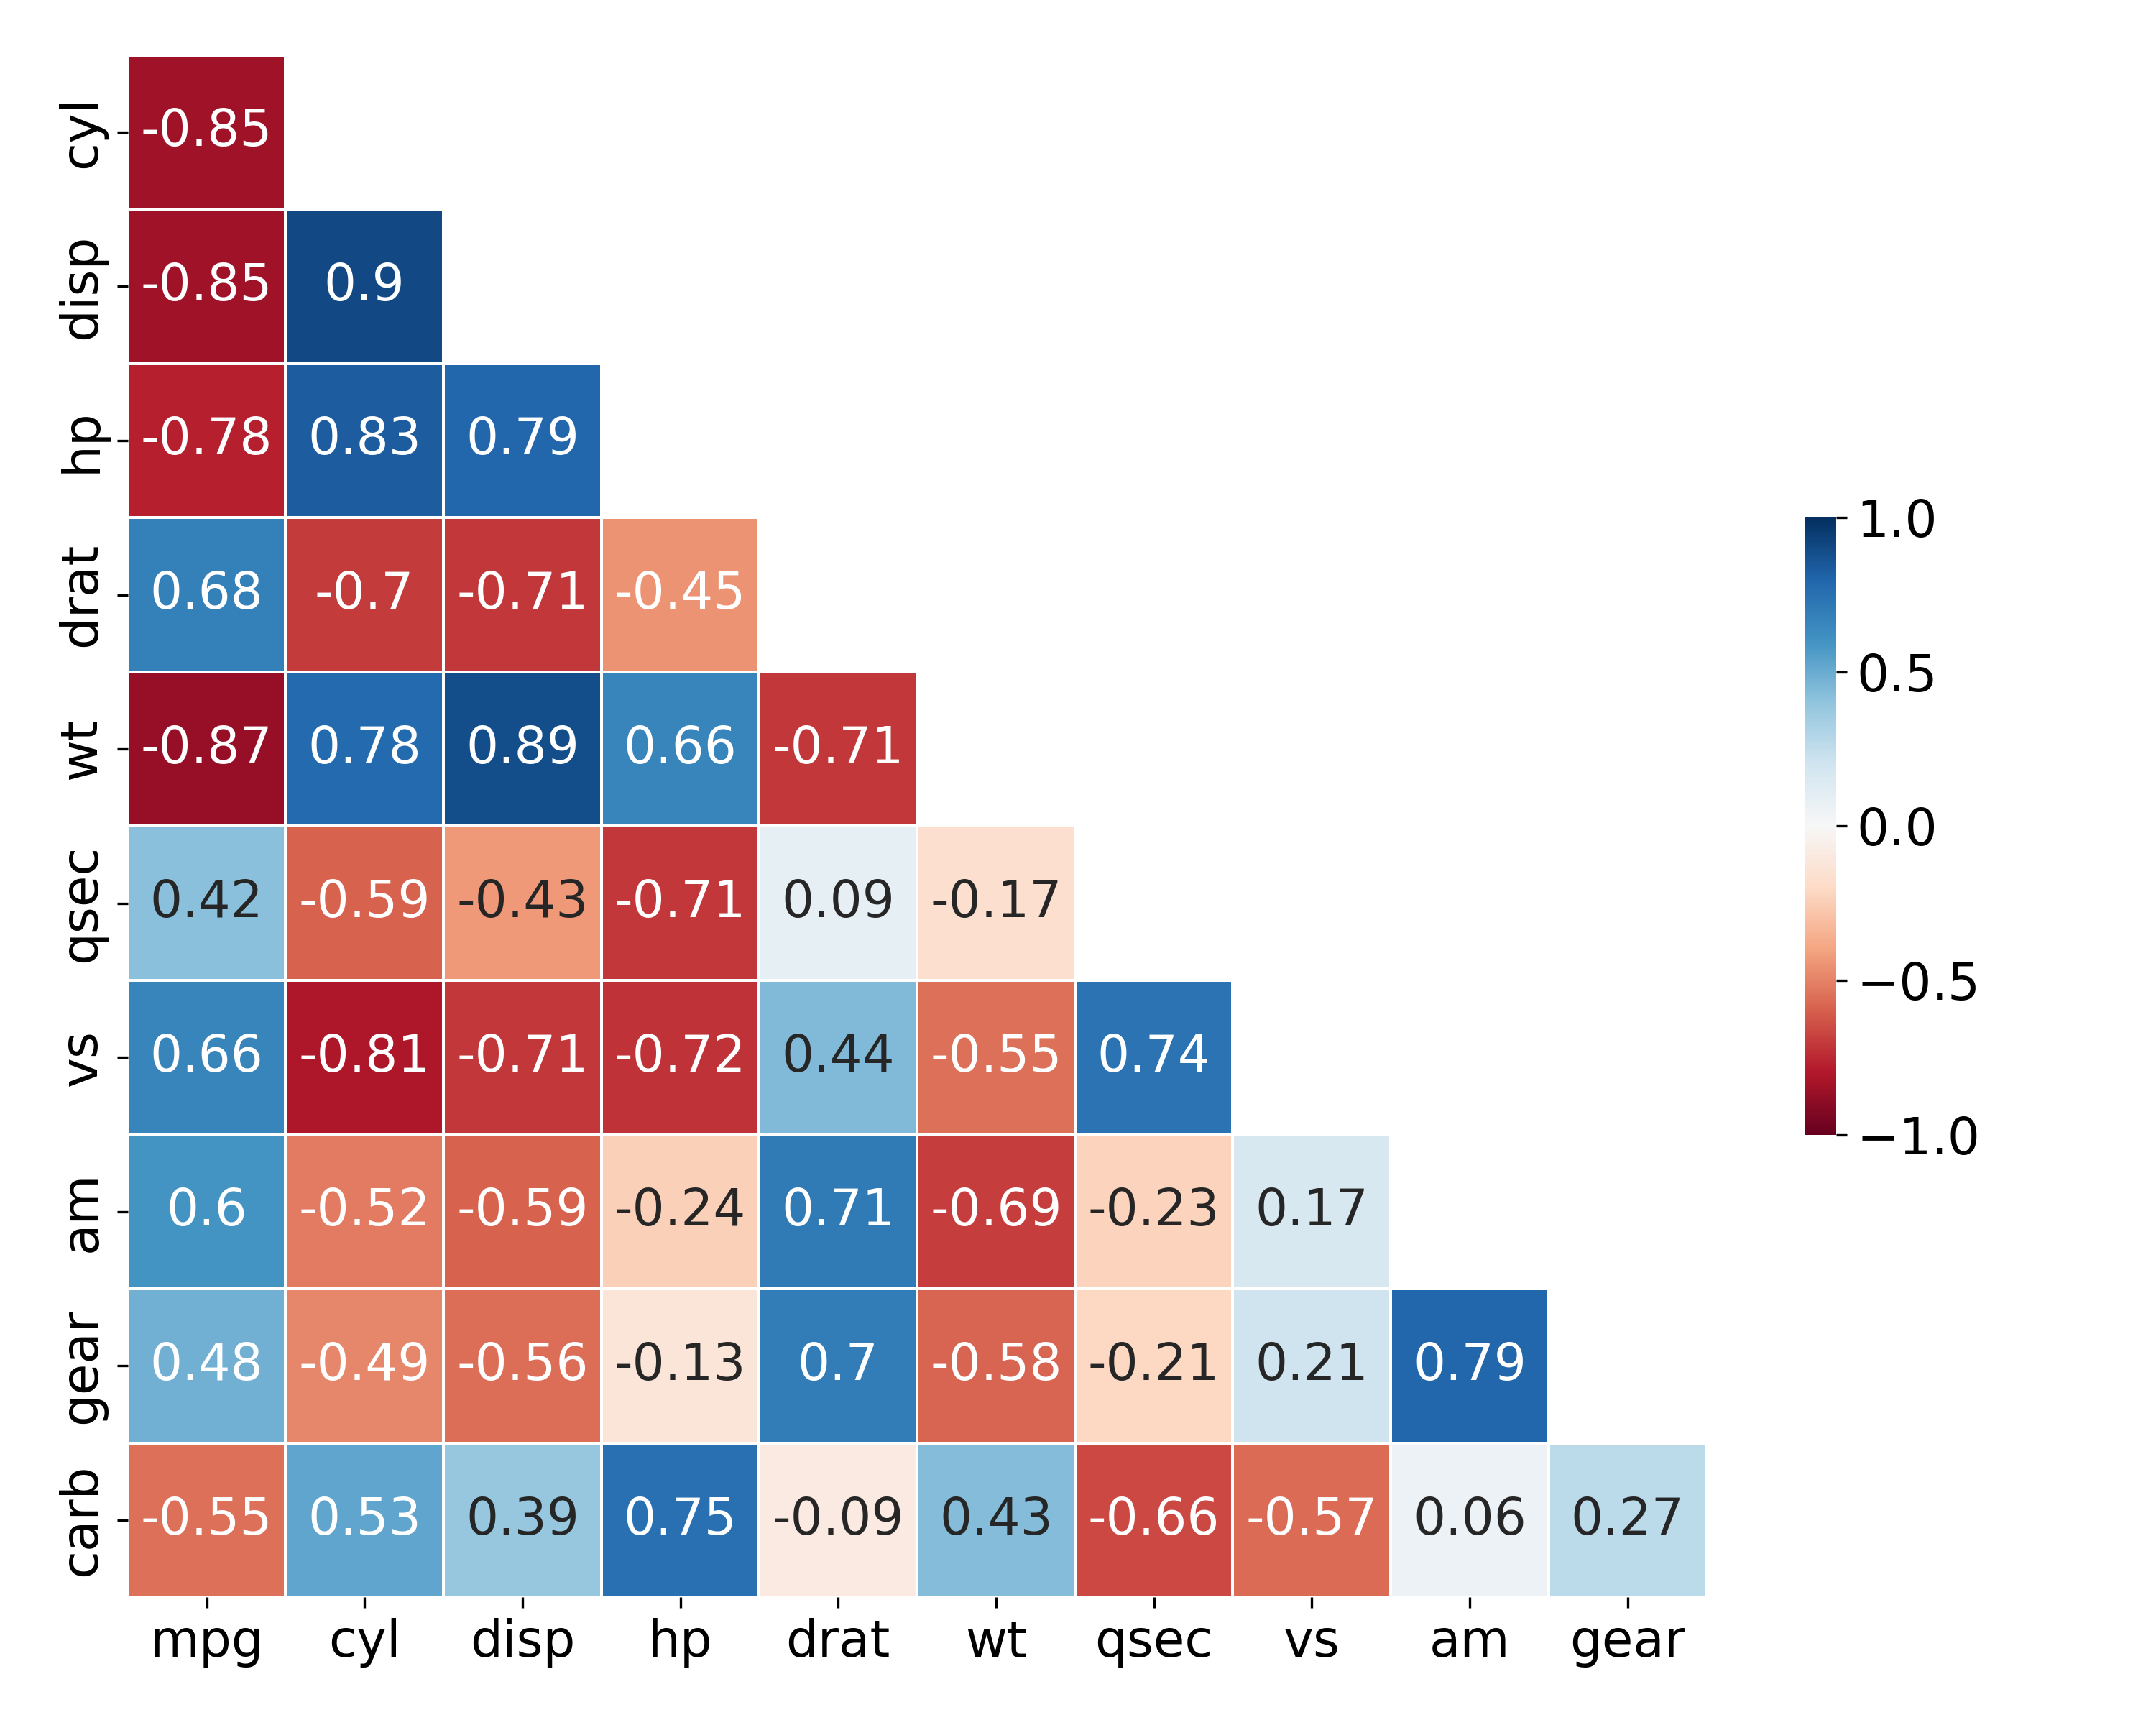 cyl -0.85
disp -0.85 0.9
hp -0.78 0.83 0.79
drat 0.68 -0.7 -0.71 -0.45
wt -0.87 0.78 0.89 0.66 -0.71
qsec 0.42 -0.59 -0.43 -0.71 0.09 -0.17
vs 0.66 -0.81 -0.71 -0.72 0.44 -0.55 0.74
am 0.6 -0.52 -0.59 -0.24 0.71 -0.69 -0.23 0.17
gear 0.48 -0.49 -0.56 -0.13 0.7 -0.58 -0.21 0.21 0.79
carb -0.55 0.53 0.39 0.75 -0.09 0.43 -0.66 -0.57 0.06 0.27
mpg cyl disp hp drat wt qsec vs am gear
1.0
0.5
0.0
−0.5
−1.0